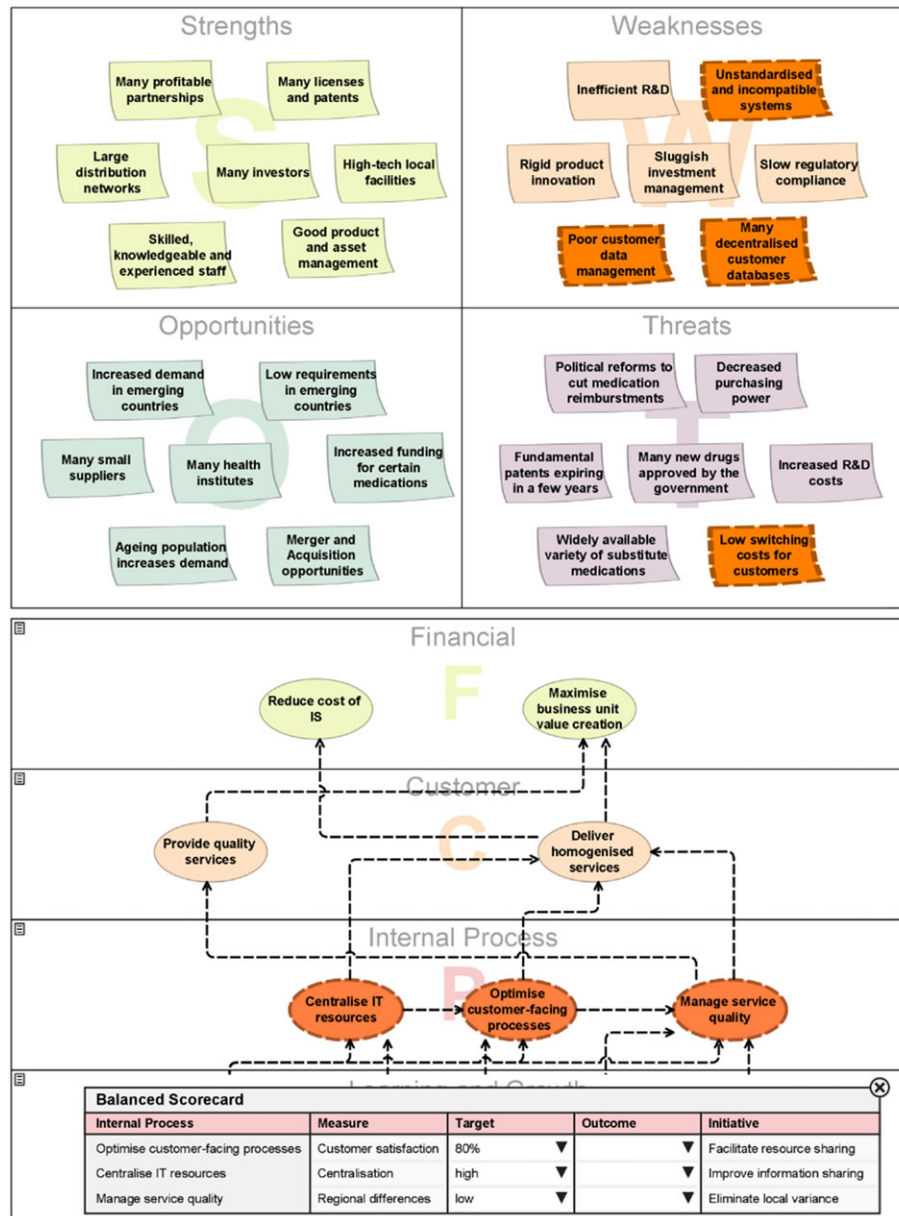 Strengths
Many profitable
partnerships
Many licenses
and patents
Large
distribution
networks
S
Many investors
High-tech local
facilities
Skilled,
knowledgeable and
experienced staff
Good product
and asset
management
Weaknesses
Inefficient R&D
Unstandardised
and incompatible
systems
Rigid product
innovation
W
Sluggish
investment
management
Slow regulatory
compliance
Poor customer
data
management
Many
decentralised
customer
databases
Opportunities
Increased demand
in emerging
countries
Low requirements
in emerging
countries
Many small
suppliers
O
Many health
institutes
Increased funding
for certain
medications
Ageing population
increases demand
Merger and
Acquisition
opportunities
Threats
Political reforms to
cut medication
reimburstments
Decreased
purchasing
power
Fundamental
patents expiring
in a few years
T
Many new drugs
approved by the
government
Increased R&D
costs
Widely available
variety of substitute
medications
Low switching
costs for
customers
Financial
F
Reduce cost of
IS
Maximise
business unit
value creation
Customer
C
Provide quality
services
Deliver
homogenised
services
Internal Process
P
Centralise IT
resources
Optimise
customer-facing
processes
Manage service
quality
Learning and Growth
Balanced Scorecard
Internal Process Measure Target Outcome Initiative
Optimise customer-facing processes Customer satisfaction 80% Facilitate resource sharing
Centralise IT resources Centralisation high Improve information sharing
Manage service quality Regional differences low Eliminate local variance